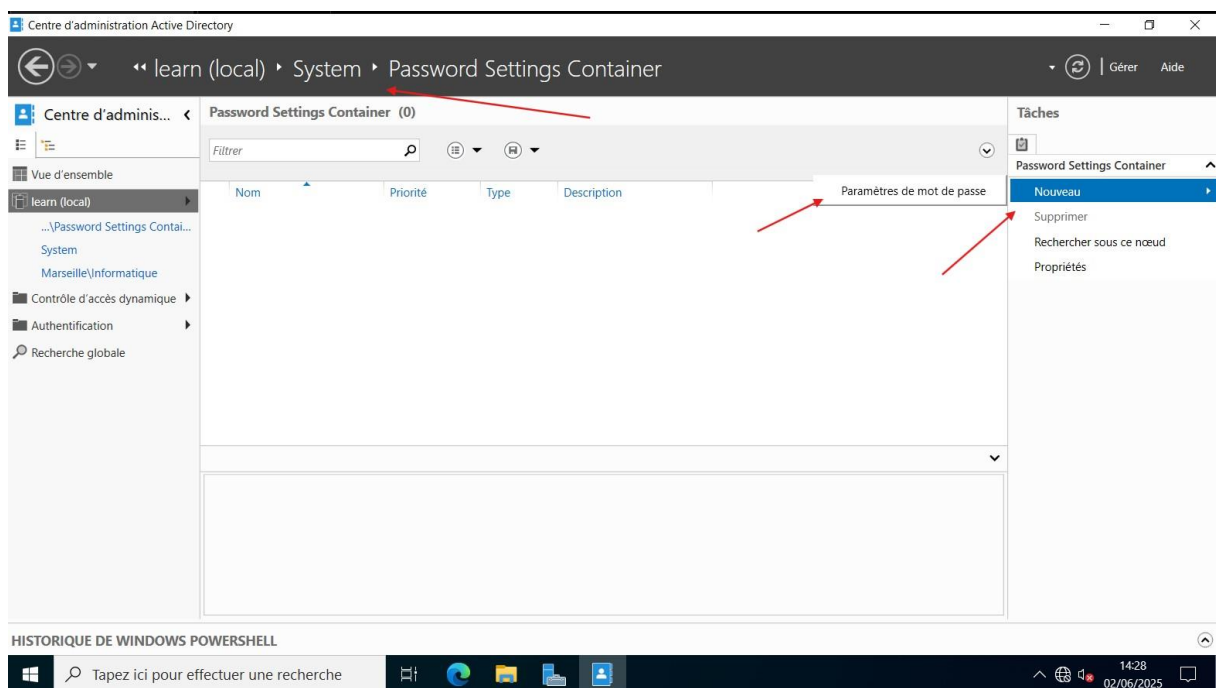 Centre d'administration Active Directory
learn (local) System Password Settings Container
Gérer Aide
Centre d'adminis...
Password Settings Container (0)
Tâches
Filtrer
Vue d'ensemble
Password Settings Container
learn (local)
Nom Priorité Type Description
Paramètres de mot de passe
Nouveau
...\Password Settings Contai...
Supprimer
System
Rechercher sous ce nœud
Marseille\Informatique
Propriétés
Contrôle d'accès dynamique
Authentification
Recherche globale
HISTORIQUE DE WINDOWS POWERSHELL
Tapez ici pour effectuer une recherche
14:28
02/06/2025